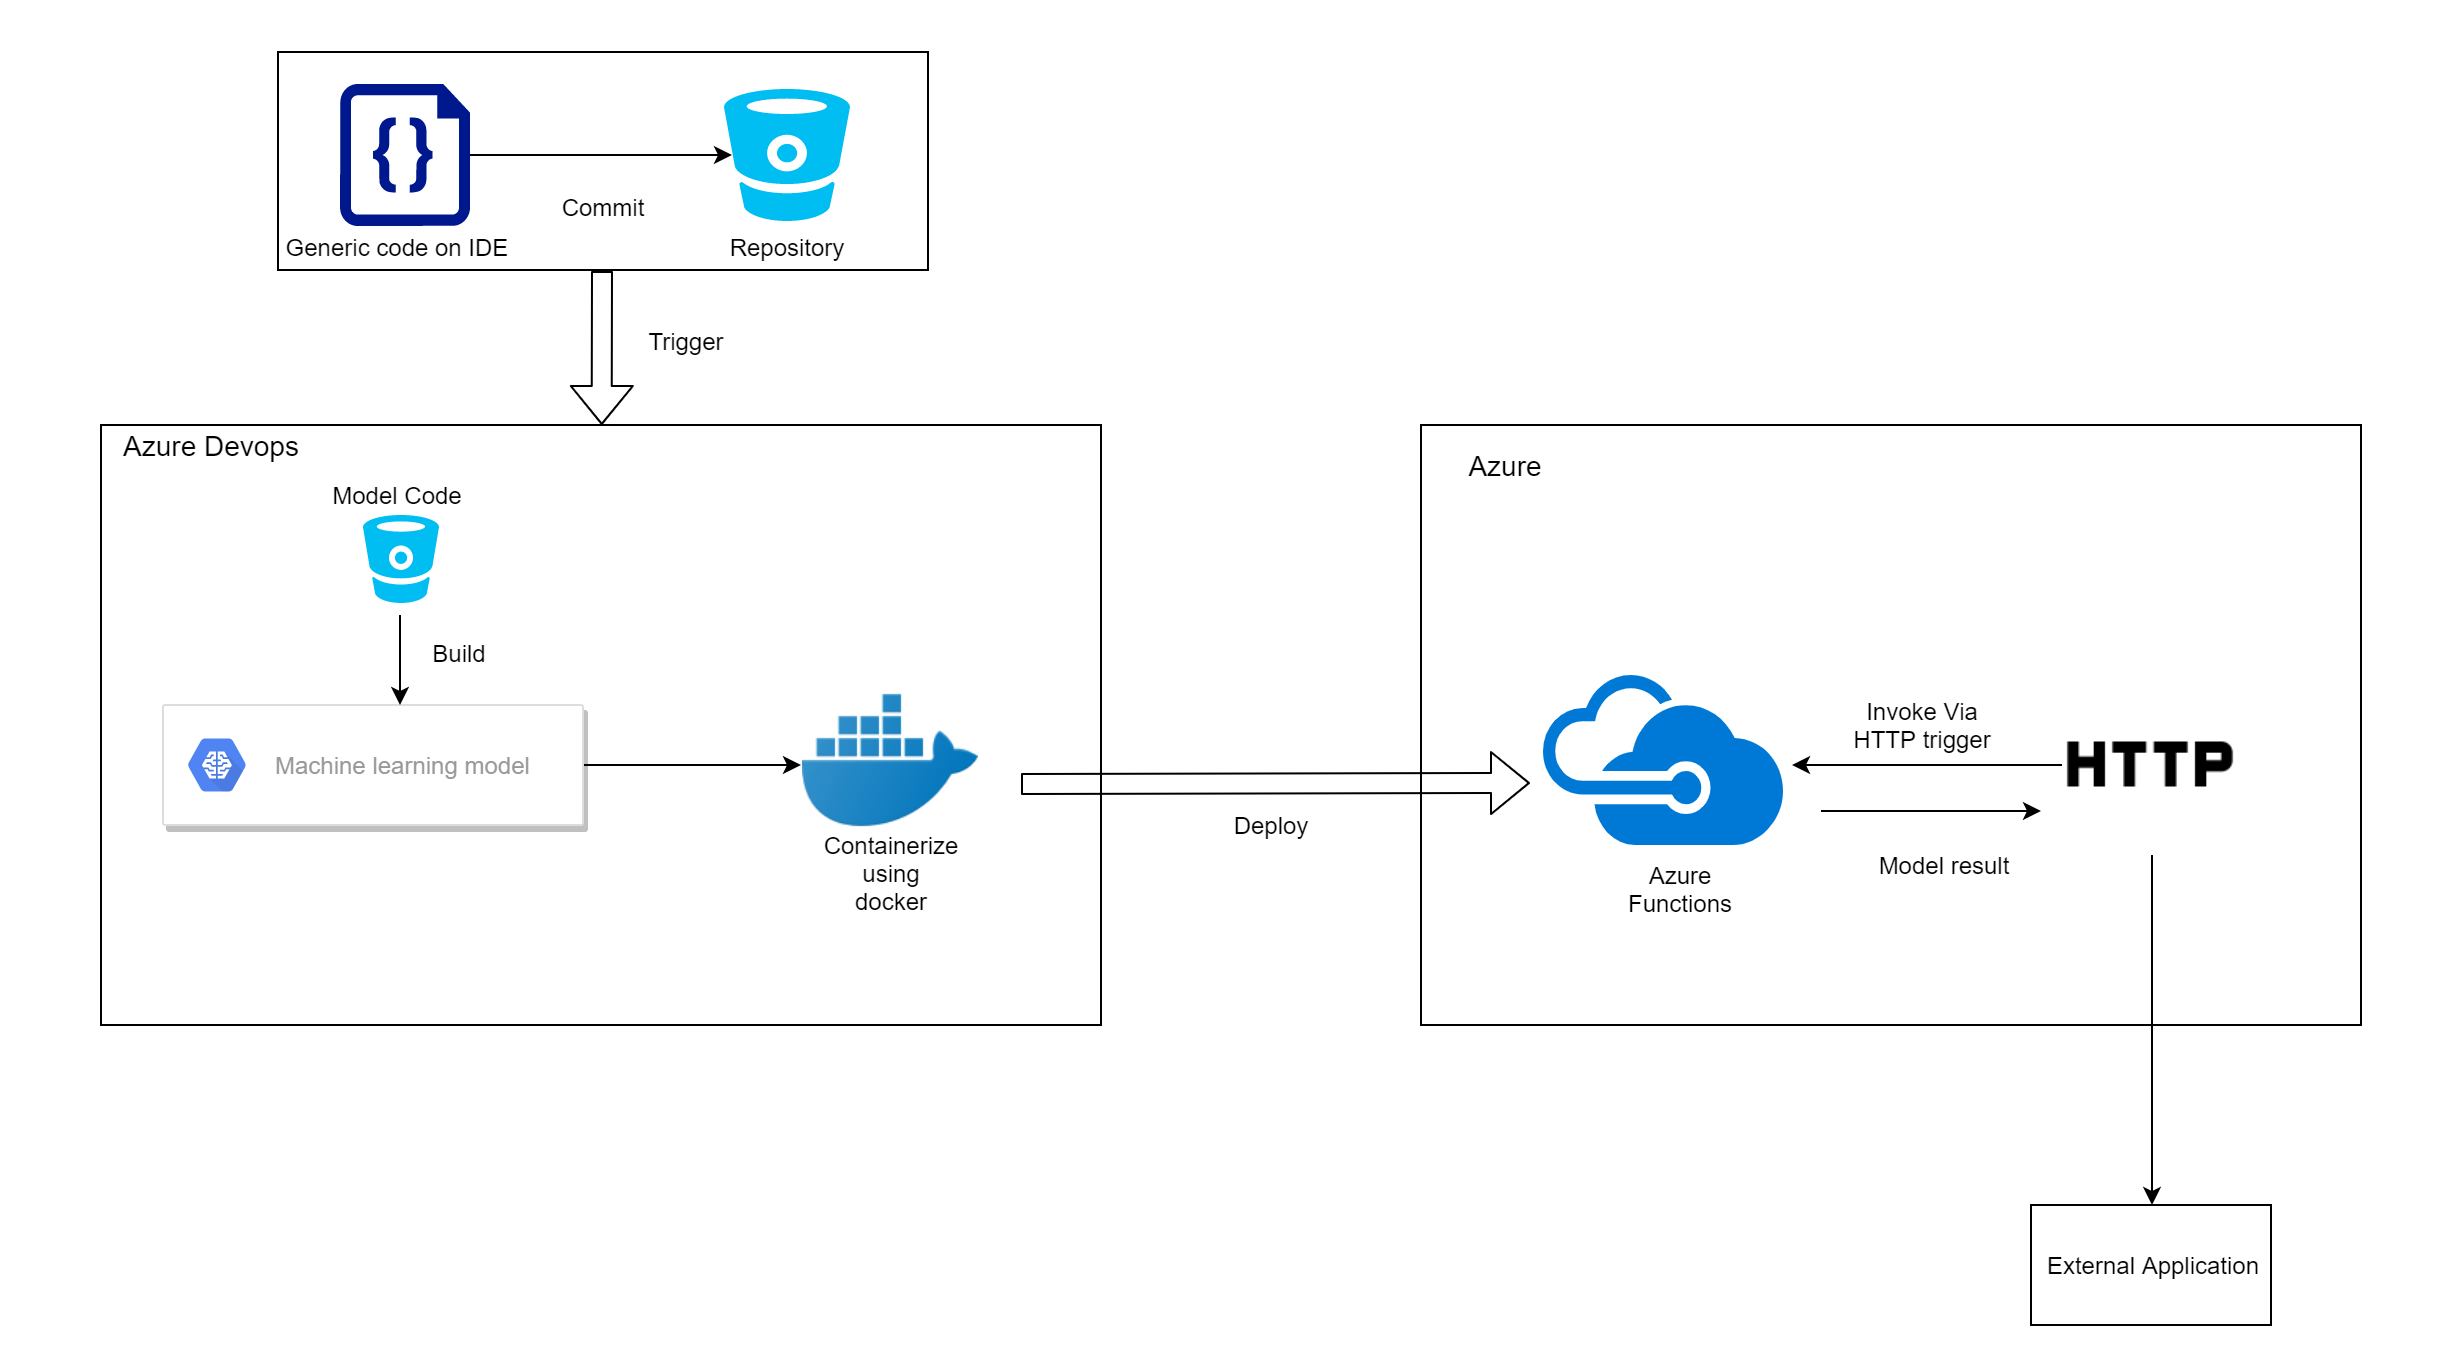 Commit
Generic code on IDE
Repository
Trigger
Azure Devops
Model Code
Build
Machine learning model
Containerize
using
docker
Deploy
Azure
Azure
Functions
Invoke Via
HTTP trigger
HTTP
Model result
External Application